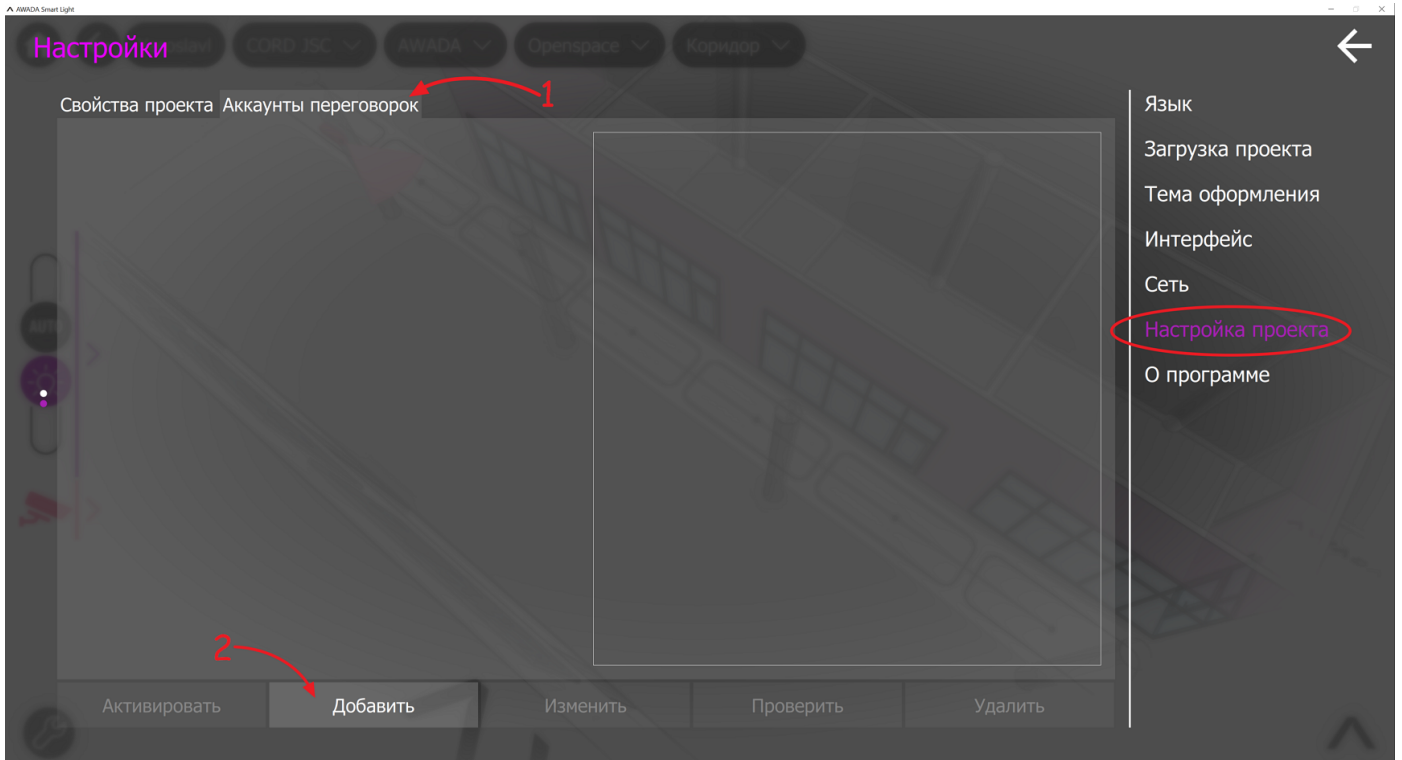 AWADA Smart Light
Настройки
CORD JSC
AWADA
Openspace
Коридор
1
Свойства проекта
Аккаунты переговорок
Язык
Загрузка проекта
Тема оформления
Интерфейс
Сеть
Настройка проекта
О программе
AUTO
2
Активировать
Добавить
Изменить
Проверить
Удалить